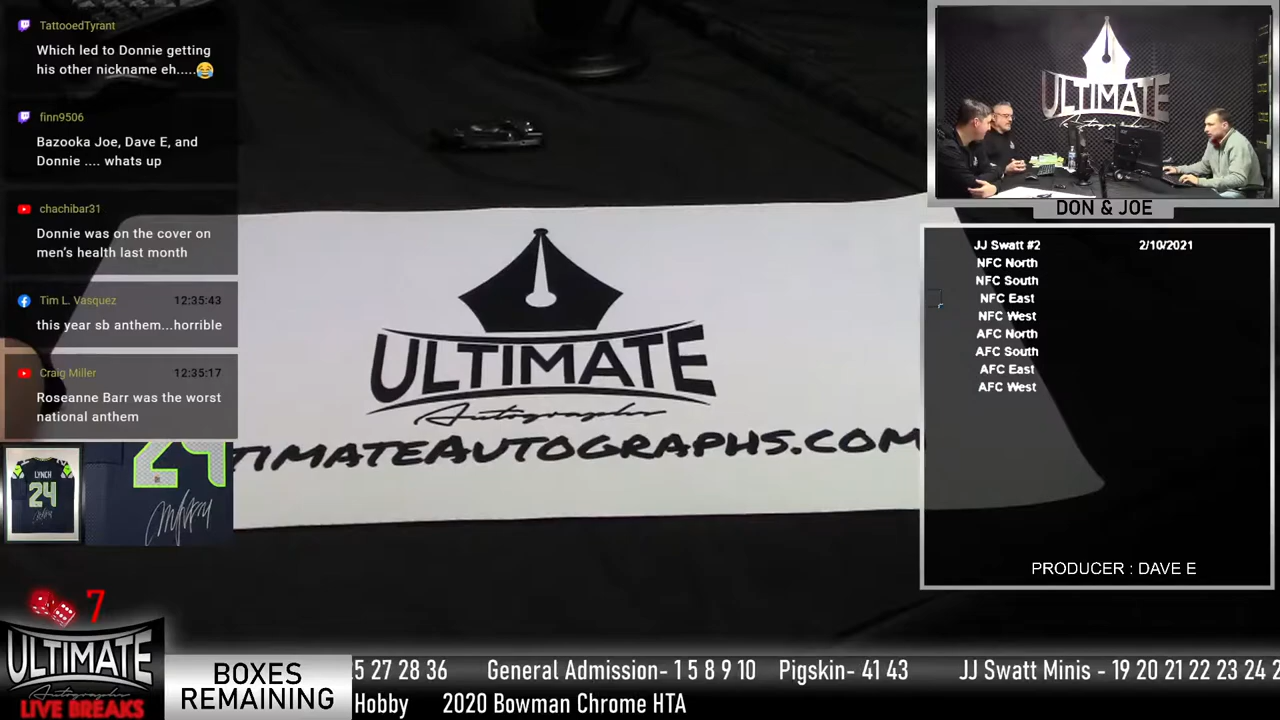 TattooedTyrant
Which led to Donnie getting
his other nickname eh.....😂
finn9506
Bazooka Joe, Dave E, and
Donnie .... whats up
chachibar31
Donnie was on the cover on
men's health last month
Tim L. Vasquez 12:35:43
this year sb anthem...horrible
Craig Miller 12:35:17
Roseanne Barr was the worst
national anthem
LYNCH
24
24
ULTIMATE
Autographs
TIMATEAUTOGRAPHS.COM
ULTIMATE
Autographs
DON & JOE
JJ Swatt #2 2/10/2021
NFC North
NFC South
NFC East
NFC West
AFC North
AFC South
AFC East
AFC West
PRODUCER : DAVE E
7
ULTIMATE
Autographs
LIVE BREAKS
BOXES
REMAINING
5 27 28 36 General Admission- 1 5 8 9 10 Pigskin- 41 43 JJ Swatt Minis - 19 20 21 22 23 24 2
Hobby 2020 Bowman Chrome HTA